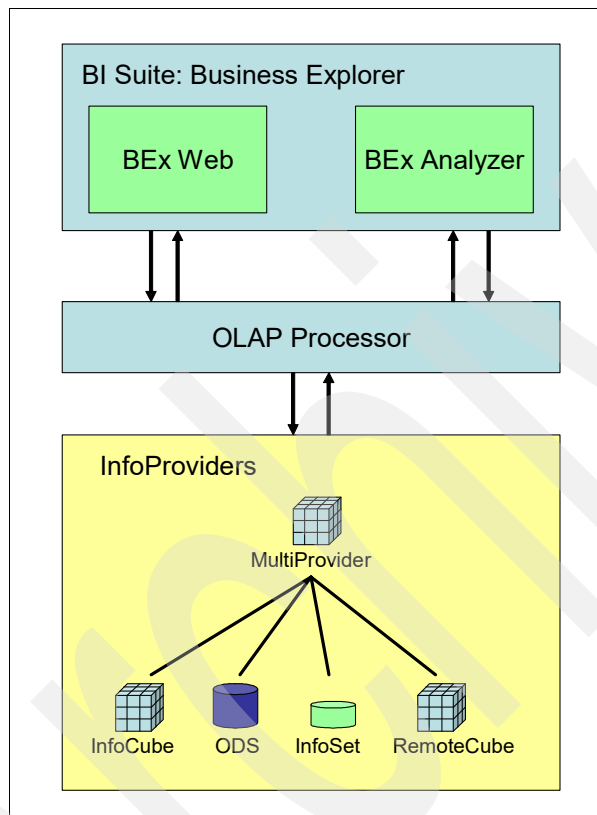 BI Suite: Business Explorer
BEx Web
BEx Analyzer
OLAP Processor
InfoProviders
MultiProvider
InfoCube
ODS
InfoSet
RemoteCube